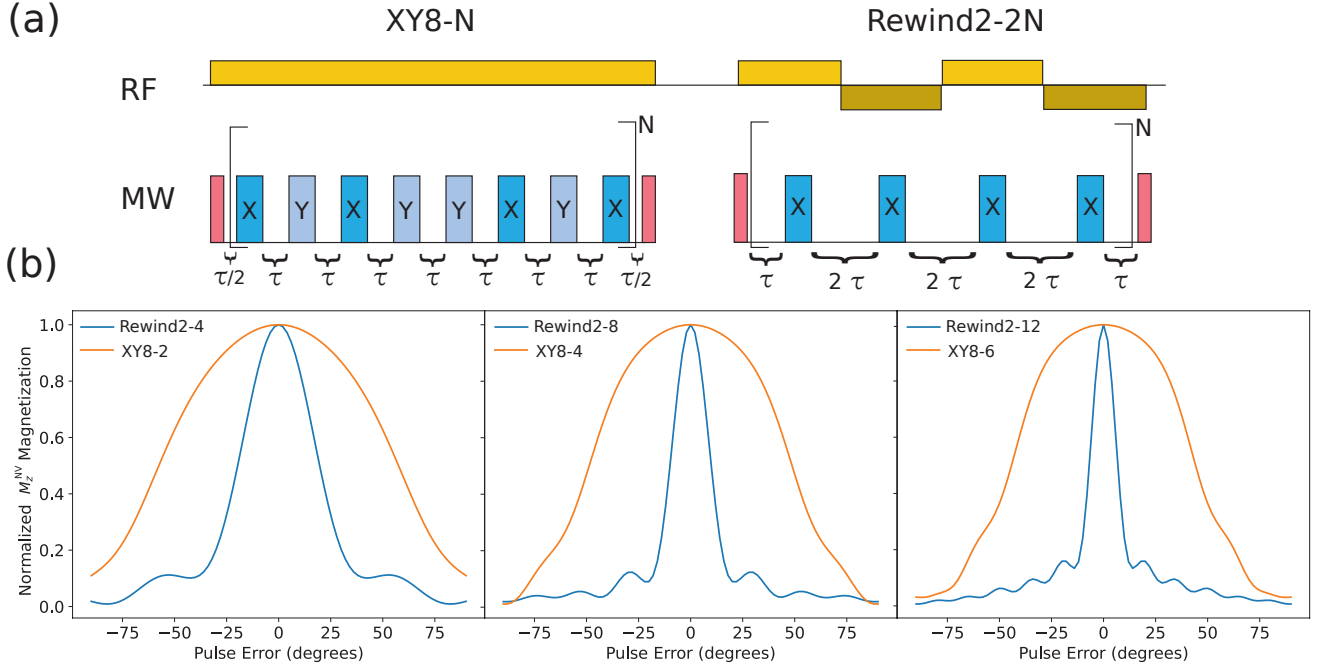 (a)
XY8-N
Rewind2-2N
RF
N
N
MW
X Y X Y Y X Y X
X X X X
τ/2 τ τ τ τ τ τ τ τ/2
τ 2 τ 2 τ 2 τ τ
(b)
Normalized M_z^NV Magnetization
1.0
0.8
0.6
0.4
0.2
0.0
Rewind2-4
XY8-2
Rewind2-8
XY8-4
Rewind2-12
XY8-6
−75 −50 −25 0 25 50 75
−75 −50 −25 0 25 50 75
−75 −50 −25 0 25 50 75
Pulse Error (degrees)
Pulse Error (degrees)
Pulse Error (degrees)